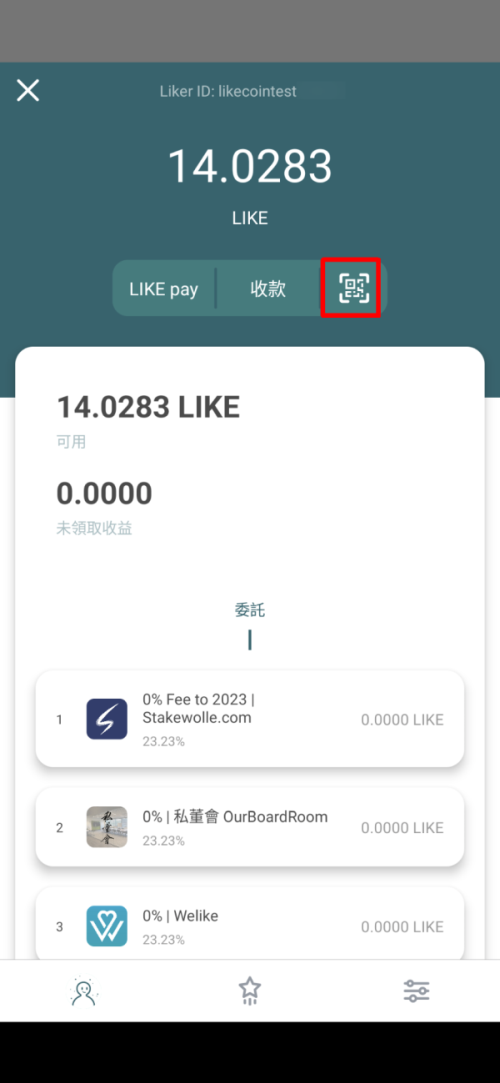 Liker ID: likecointest
14.0283
LIKE
LIKE pay
收款
14.0283 LIKE
可用
0.0000
未領取收益
委託
1
0% Fee to 2023 |
Stakewolle.com
23.23%
0.0000 LIKE
2
私董會
0% | 私董會 OurBoardRoom
23.23%
0.0000 LIKE
3
0% | Welike
23.23%
0.0000 LIKE